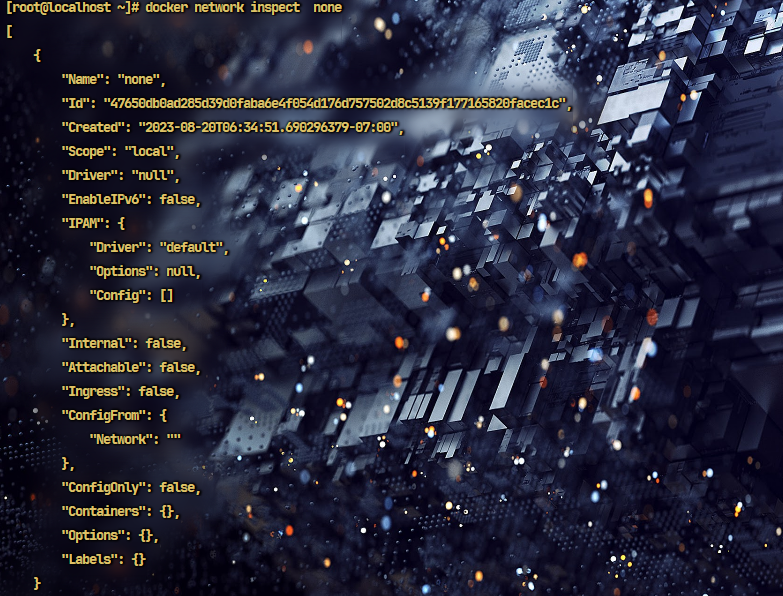 [root@localhost ~]# docker network inspect  none
[
    {
        "Name": "none",
        "Id": "47650db0ad285d39d0faba6e4f054d176d757502d8c5139f177165820facec1c",
        "Created": "2023-08-20T06:34:51.690296379-07:00",
        "Scope": "local",
        "Driver": "null",
        "EnableIPv6": false,
        "IPAM": {
            "Driver": "default",
            "Options": null,
            "Config": []
        },
        "Internal": false,
        "Attachable": false,
        "Ingress": false,
        "ConfigFrom": {
            "Network": ""
        },
        "ConfigOnly": false,
        "Containers": {},
        "Options": {},
        "Labels": {}
    }